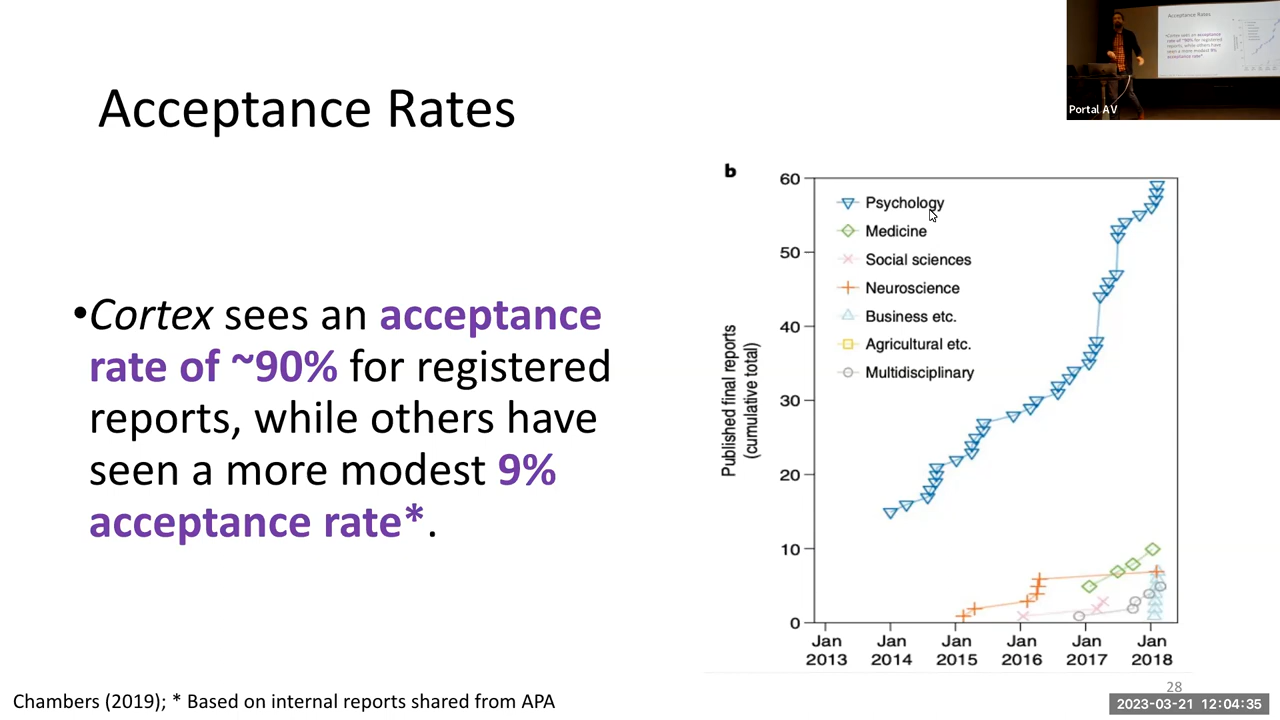 Acceptance Rates
•Cortex sees an acceptance
rate of ~90% for registered
reports, while others have
seen a more modest 9%
acceptance rate*.
Chambers (2019); * Based on internal reports shared from APA
Acceptance Rates
Portal AV
b
60
50
40
30
20
10
0
Published final reports
(cumulative total)
Psychology
Medicine
Social sciences
Neuroscience
Business etc.
Agricultural etc.
Multidisciplinary
Jan
2013
Jan
2014
Jan
2015
Jan
2016
Jan
2017
Jan
2018
28
2023-03-21 12:04:35